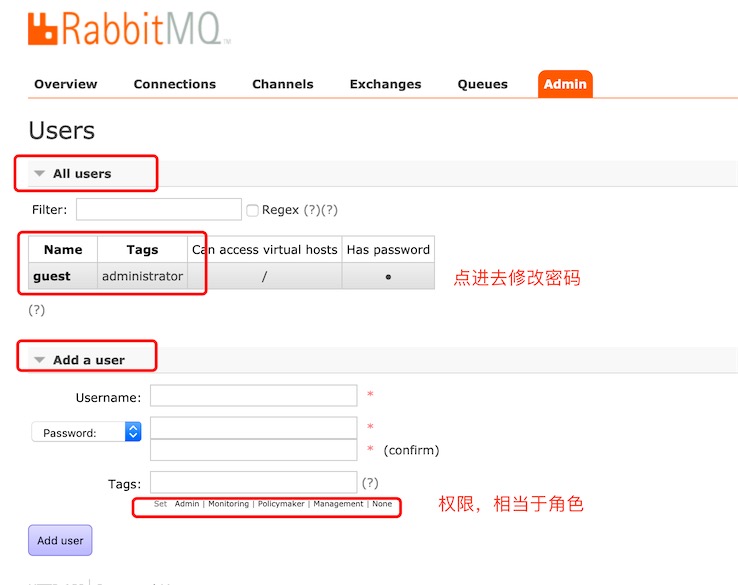 RabbitMQ TM
Overview Connections Channels Exchanges Queues Admin
Users
All users
Filter: Regex (?)(?)
Name Tags Can access virtual hosts Has password
guest administrator / ●
点进去修改密码
(?)
Add a user
Username: *
Password: *
* (confirm)
Tags: (?)
Set Admin | Monitoring | Policymaker | Management | None
权限，相当于角色
Add user